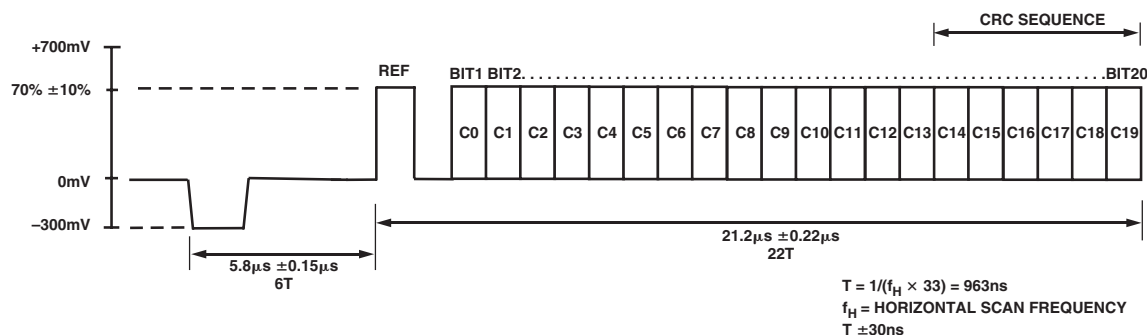 CRC SEQUENCE
+700mV
REF
BIT1 BIT2. . . . . . . . . . . . . . . . . . . . . . . . . . . . . . . . . . . . . . . . . . . . . . . . . . . . . . . . . . . .BIT20
70% ±10%
C0 C1 C2 C3 C4 C5 C6 C7 C8 C9 C10 C11 C12 C13 C14 C15 C16 C17 C18 C19
0mV
–300mV
21.2μs ±0.22μs
22T
5.8μs ±0.15μs
6T
T = 1/(fH × 33) = 963ns
fH = HORIZONTAL SCAN FREQUENCY
T ±30ns